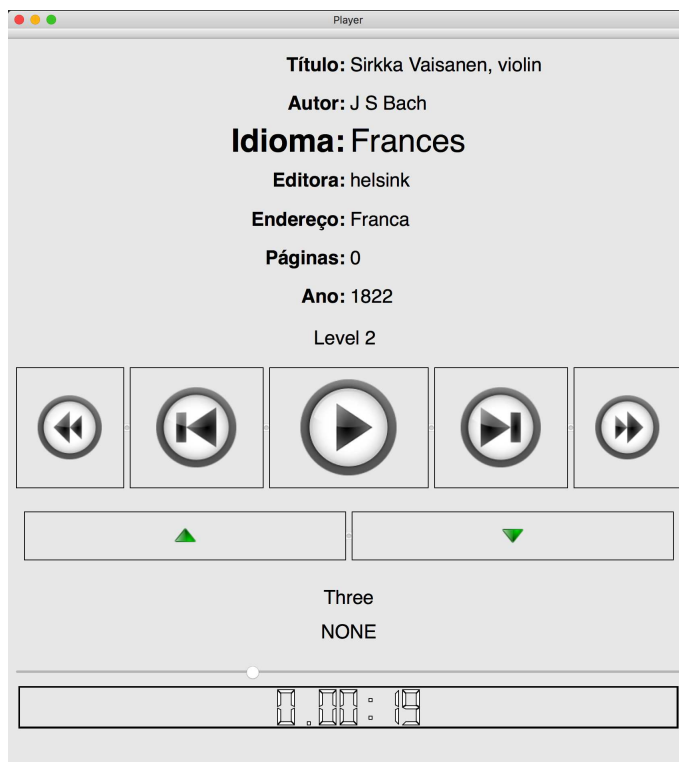 Player
Título: Sirkka Vaisanen, violin
Autor: J S Bach
Idioma: Frances
Editora: helsink
Endereço: Franca
Páginas: 0
Ano: 1822
Level 2
Three
NONE
0.00:19